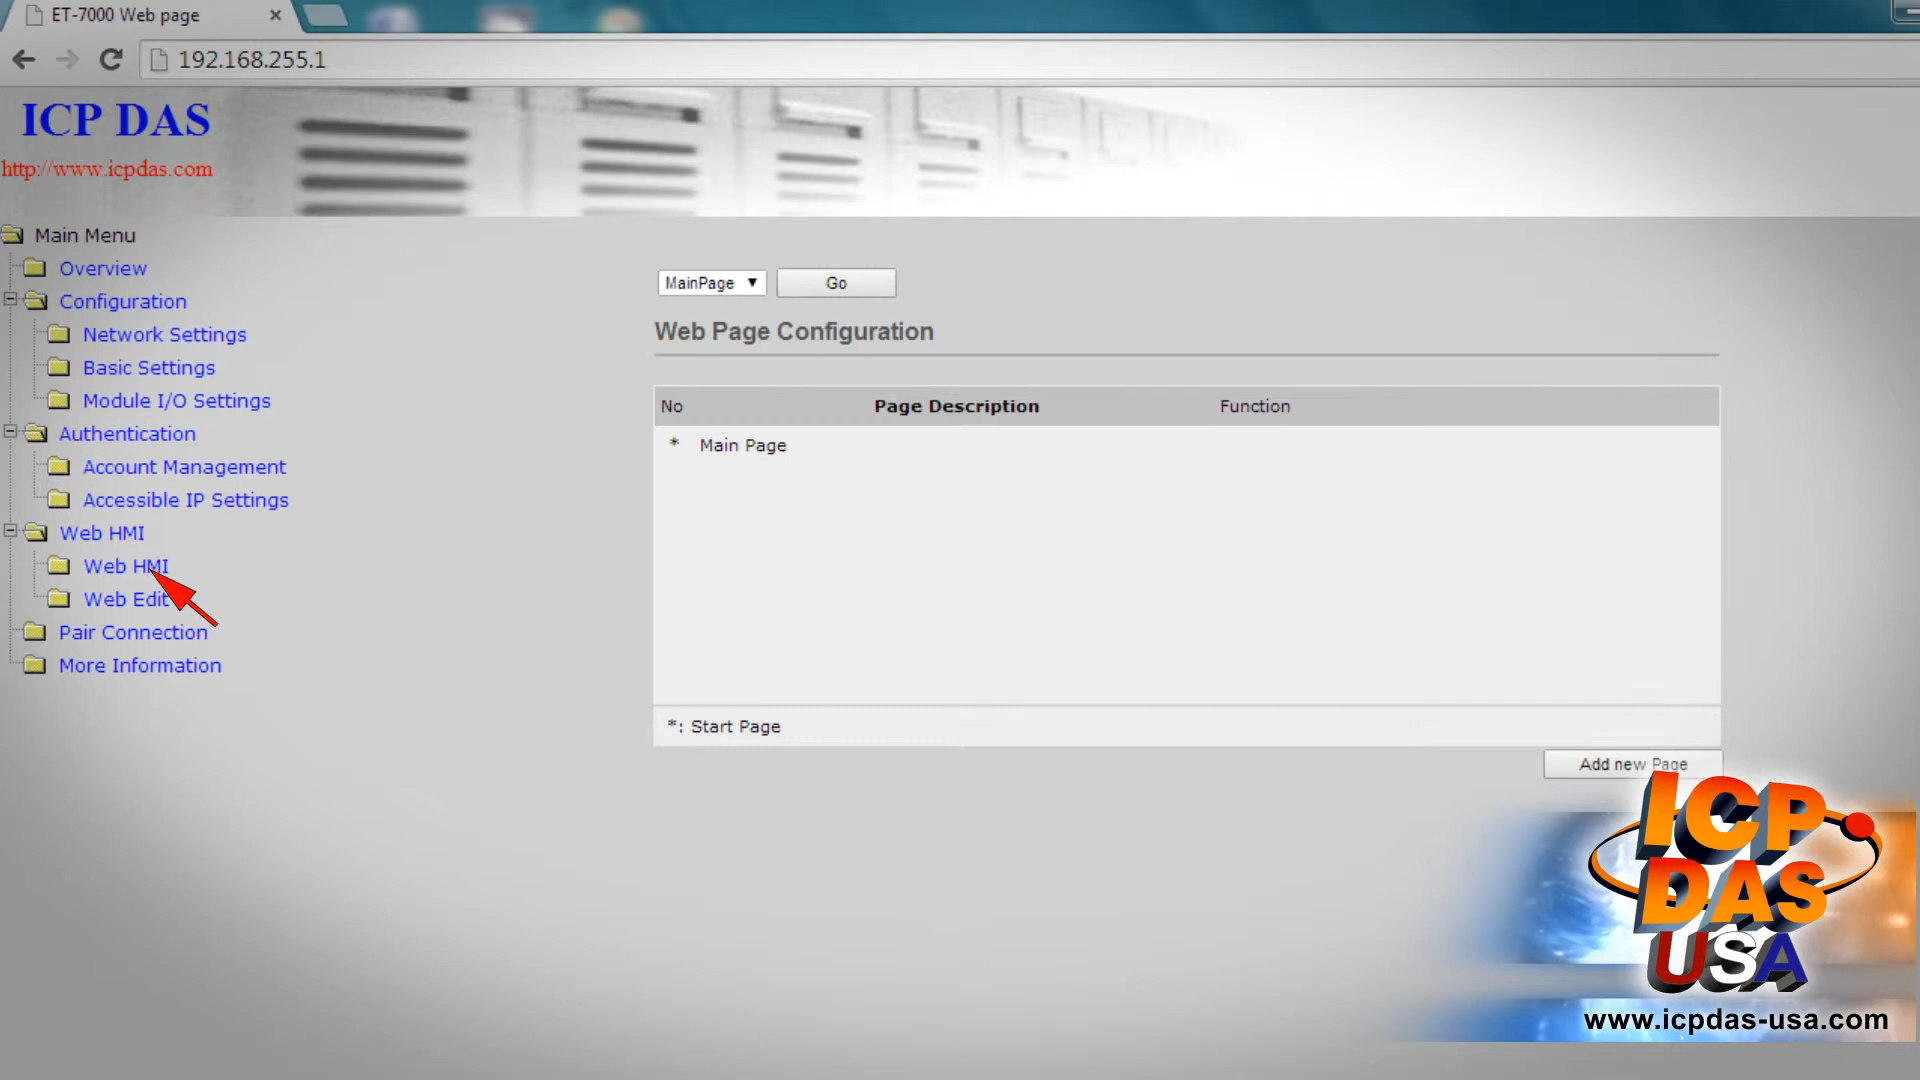 ET-7000 Web page
192.168.255.1
ICP DAS
http://www.icpdas.com
Main Menu
Overview
Configuration
Network Settings
Basic Settings
Module I/O Settings
Authentication
Account Management
Accessible IP Settings
Web HMI
Web HMI
Web Edit
Pair Connection
More Information
MainPage
Go
Web Page Configuration
No Page Description Function
* Main Page
*: Start Page
Add new Page
ICP
DAS
USA
www.icpdas-usa.com